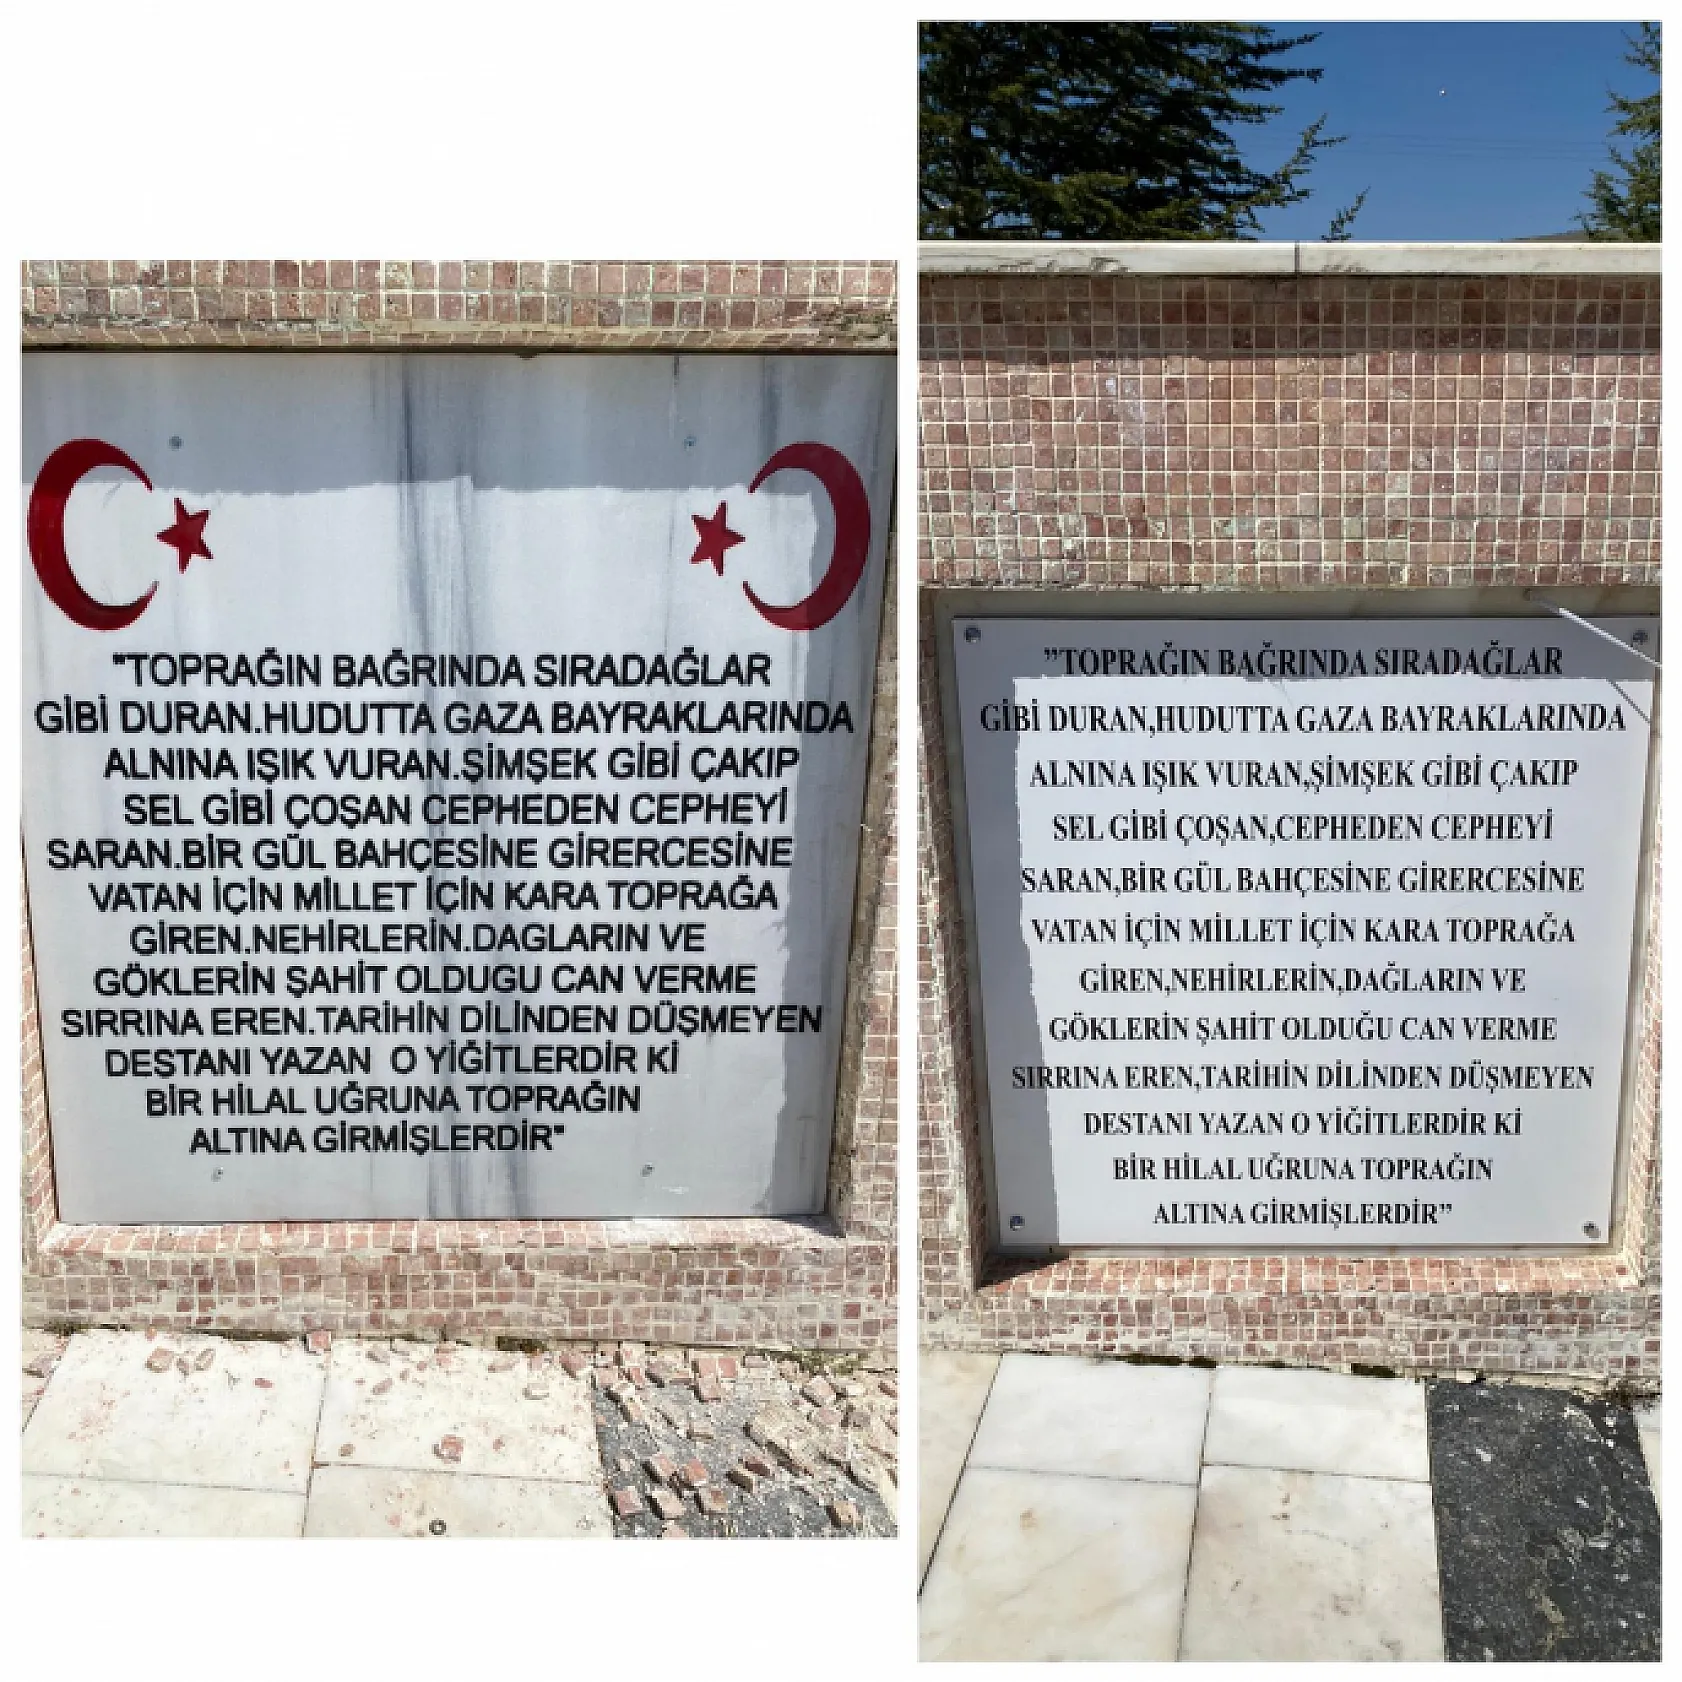 "TOPRAĞIN BAĞRINDA SIRADAĞLAR
GİBİ DURAN.HUDUTTA GAZA BAYRAKLARINDA
ALNINA IŞIK VURAN.ŞİMŞEK GİBİ ÇAKIP
SEL GİBİ ÇOŞAN CEPHEDEN CEPHEYİ
SARAN.BİR GÜL BAHÇESİNE GİRERCESİNE
VATAN İÇİN MİLLET İÇİN KARA TOPRAĞA
GİREN.NEHİRLERİN.DAGLARIN VE
GÖKLERİN ŞAHİT OLDUGU CAN VERME
SIRRINA EREN.TARİHİN DİLİNDEN DÜŞMEYEN
DESTANI YAZAN O YİĞİTLERDİR Kİ
BİR HİLAL UĞRUNA TOPRAĞIN
ALTINA GİRMİŞLERDİR"
"TOPRAĞIN BAĞRINDA SIRADAĞLAR
GİBİ DURAN,HUDUTTA GAZA BAYRAKLARINDA
ALNINA IŞIK VURAN,ŞİMŞEK GİBİ ÇAKIP
SEL GİBİ ÇOŞAN,CEPHEDEN CEPHEYİ
SARAN,BİR GÜL BAHÇESİNE GİRERCESİNE
VATAN İÇİN MİLLET İÇİN KARA TOPRAĞA
GİREN,NEHİRLERİN,DAĞLARIN VE
GÖKLERİN ŞAHİT OLDUĞU CAN VERME
SIRRINA EREN,TARİHİN DİLİNDEN DÜŞMEYEN
DESTANI YAZAN O YİĞİTLERDİR Kİ
BİR HİLAL UĞRUNA TOPRAĞIN
ALTINA GİRMİŞLERDİR"